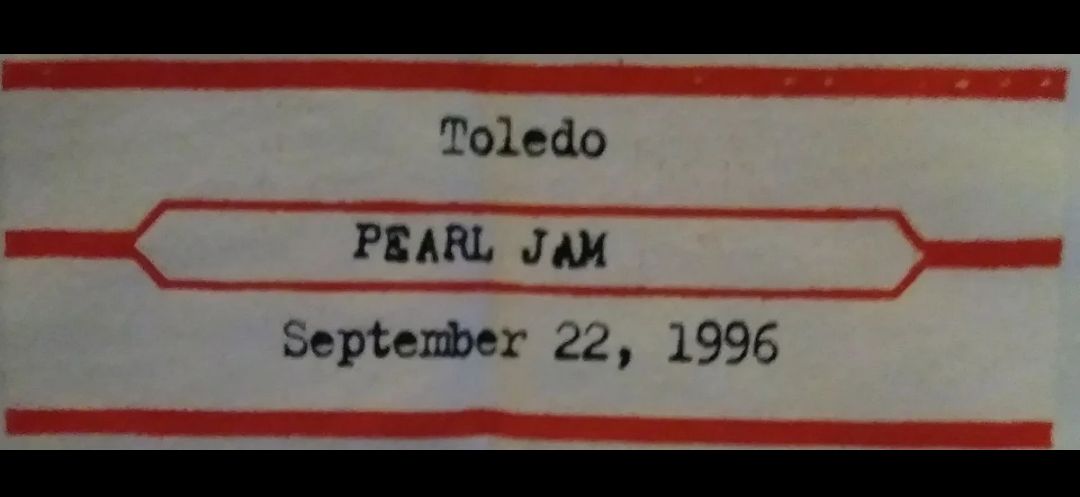 Toledo
PEARL JAM
September 22, 1996